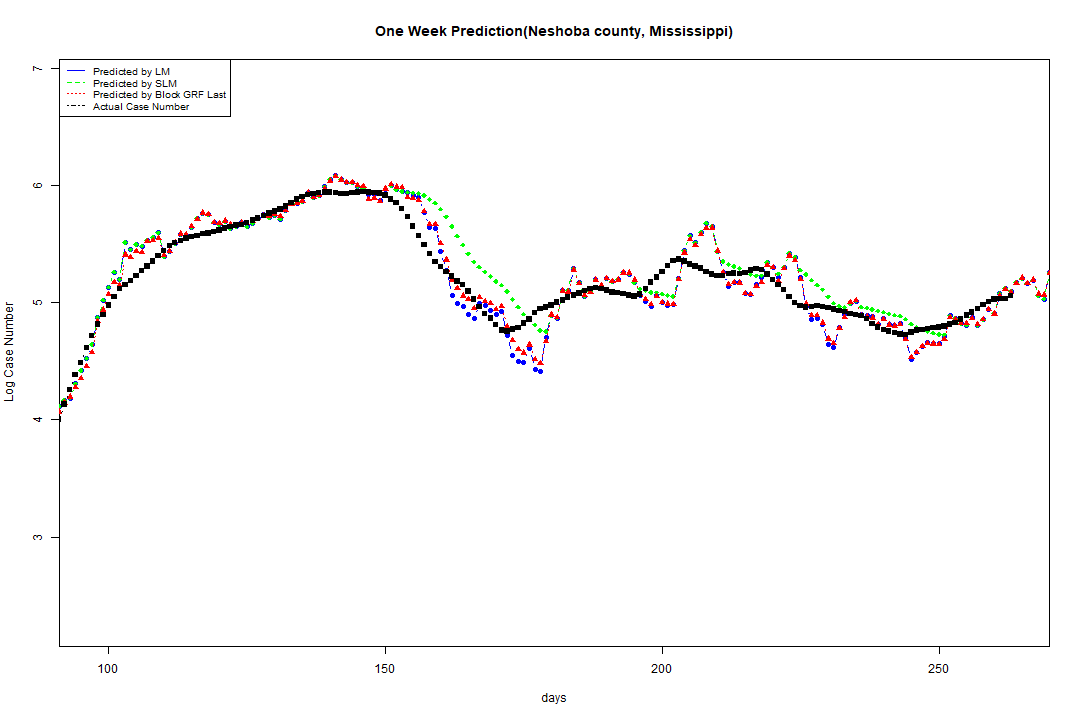 One Week Prediction(Neshoba county, Mississippi)
Predicted by LM
Predicted by SLM
Predicted by Block GRF Last
Actual Case Number
7
6
5
4
3
Log Case Number
100 150 200 250
days